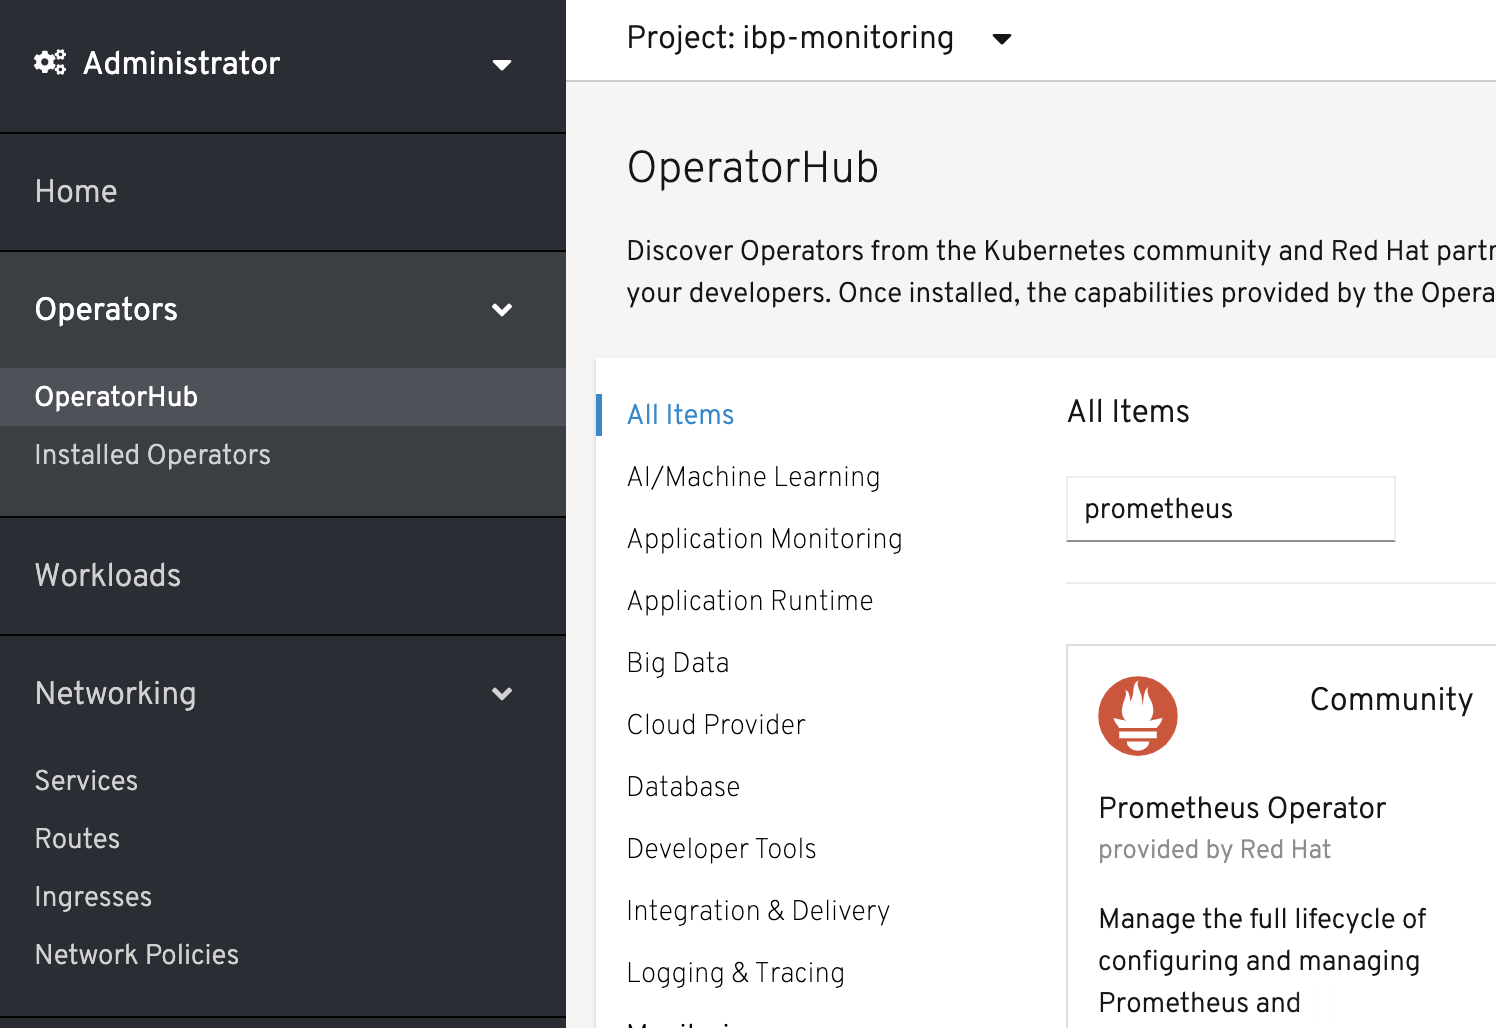 Administrator
Home
Operators
OperatorHub
Installed Operators
Workloads
Networking
Services
Routes
Ingresses
Network Policies
Project: ibp-monitoring
OperatorHub
Discover Operators from the Kubernetes community and Red Hat partn
your developers. Once installed, the capabilities provided by the Opera
All Items
AI/Machine Learning
Application Monitoring
Application Runtime
Big Data
Cloud Provider
Database
Developer Tools
Integration & Delivery
Logging & Tracing
All Items
prometheus
Community
Prometheus Operator
provided by Red Hat
Manage the full lifecycle of
configuring and managing
Prometheus and